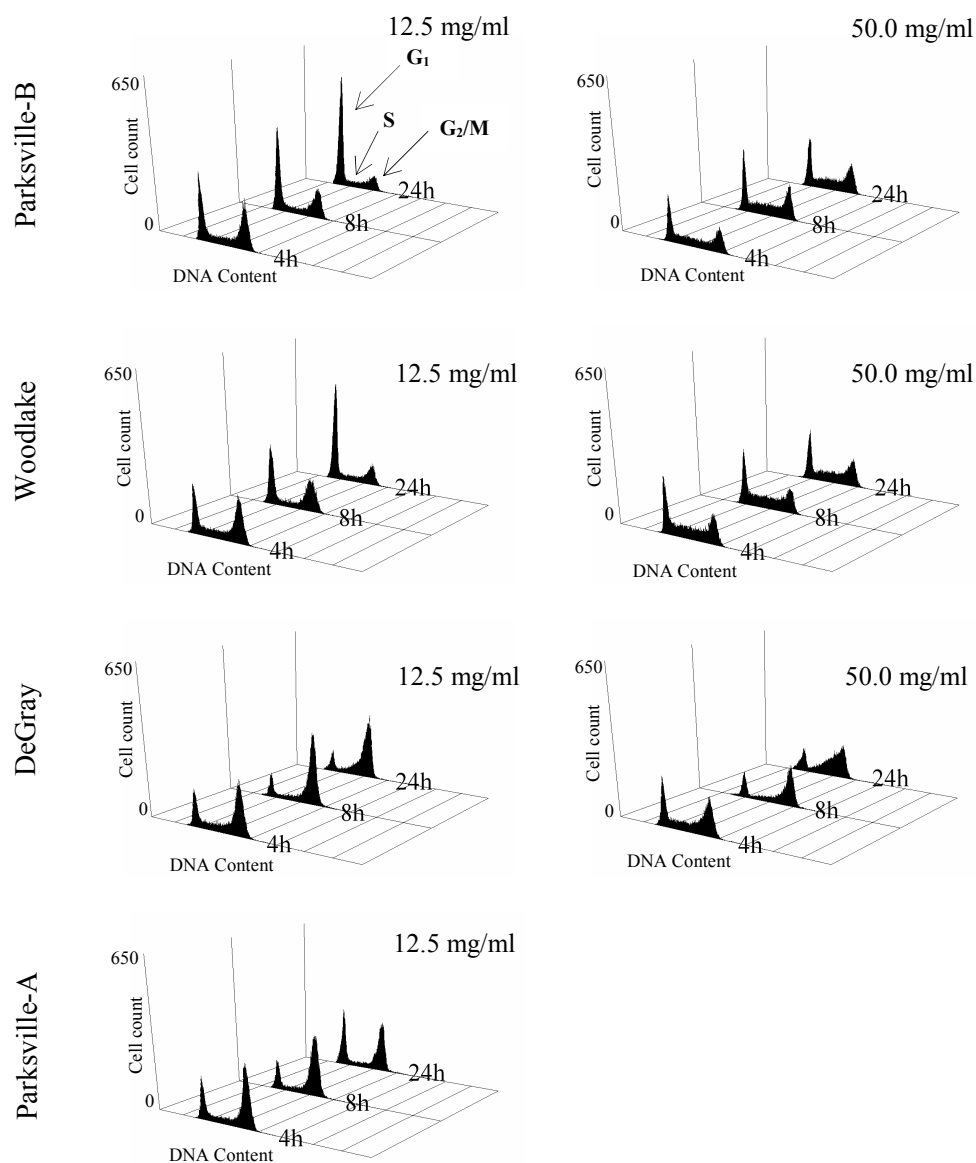 Parksville-B
12.5 mg/ml
650
Cell count
0
G₁
S
G₂/M
24h
8h
4h
DNA Content
50.0 mg/ml
650
Cell count
0
24h
8h
4h
DNA Content
Woodlake
12.5 mg/ml
650
Cell count
0
24h
8h
4h
DNA Content
50.0 mg/ml
650
Cell count
0
24h
8h
4h
DNA Content
DeGray
12.5 mg/ml
650
Cell count
0
24h
8h
4h
DNA Content
50.0 mg/ml
650
Cell count
0
24h
8h
4h
DNA Content
Parksville-A
12.5 mg/ml
650
Cell count
0
24h
8h
4h
DNA Content